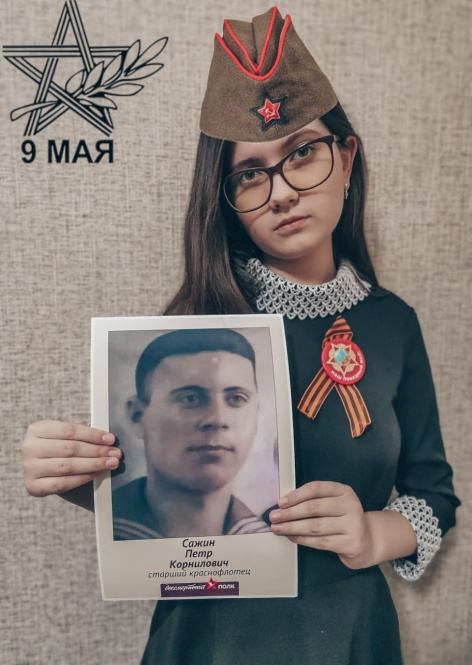 9 МАЯ
Сажин
Петр
Корнилович
старший краснофлотец
бессмертный полк